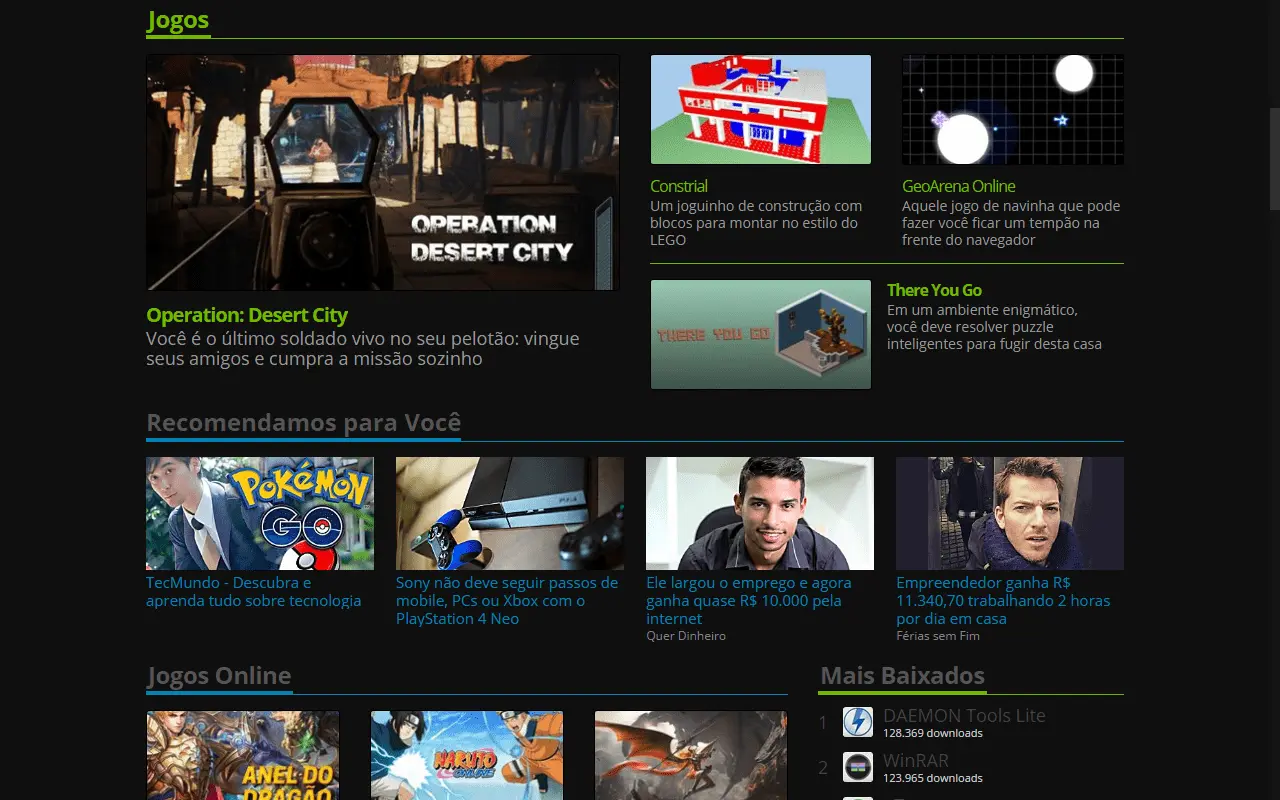 Jogos
OPERATION
DESERT CITY
Operation: Desert City
Você é o último soldado vivo no seu pelotão: vingue
seus amigos e cumpra a missão sozinho
Constrial
Um joguinho de construção com
blocos para montar no estilo do
LEGO
GeoArena Online
Aquele jogo de navinha que pode
fazer você ficar um tempão na
frente do navegador
THERE YOU GO
There You Go
Em um ambiente enigmático,
você deve resolver puzzle
inteligentes para fugir desta casa
Recomendamos para Você
POKéMON
GO
TecMundo - Descubra e
aprenda tudo sobre tecnologia
Sony não deve seguir passos de
mobile, PCs ou Xbox com o
PlayStation 4 Neo
Ele largou o emprego e agora
ganha quase R$ 10.000 pela
internet
Quer Dinheiro
Empreendedor ganha R$
11.340,70 trabalhando 2 horas
por dia em casa
Férias sem Fim
Jogos Online
ANEL DO
DRAGÃO
NARUTO
ONLINE
Mais Baixados
1 DAEMON Tools Lite
128.369 downloads
2 WinRAR
123.965 downloads